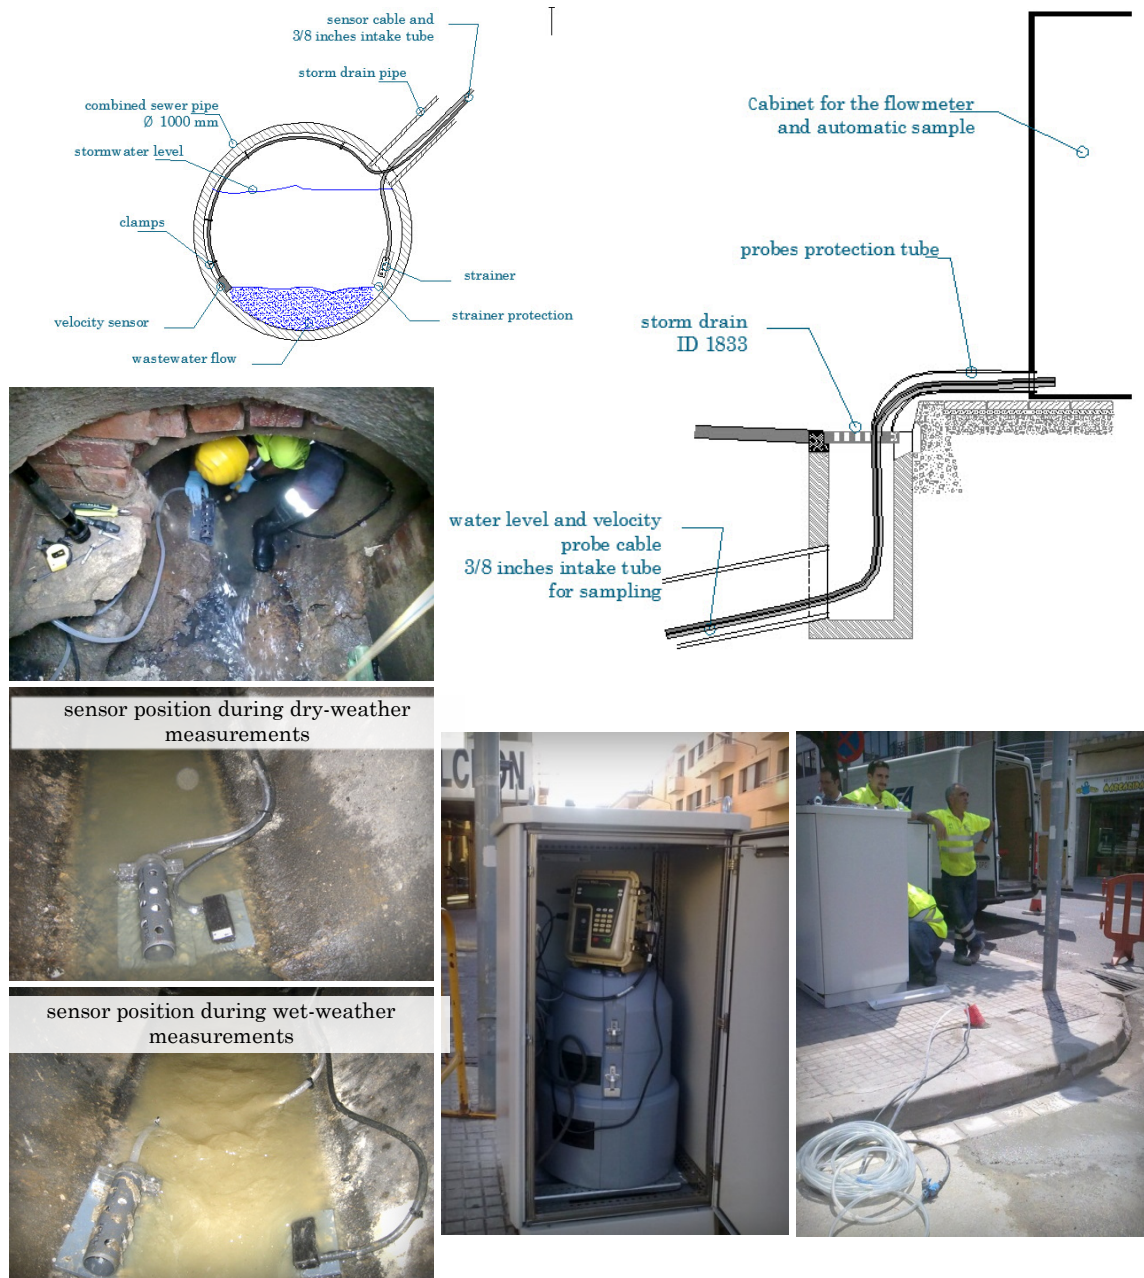 sensor cable and
3/8 inches intake tube
storm drain pipe
combined sewer pipe
Ø 1000 mm
stormwater level
clamps
strainer
strainer protection
velocity sensor
wastewater flow
Cabinet for the flowmeter
and automatic sample
probes protection tube
storm drain
ID 1833
water level and velocity
probe cable
3/8 inches intake tube
for sampling
sensor position during dry-weather
measurements
sensor position during wet-weather
measurements